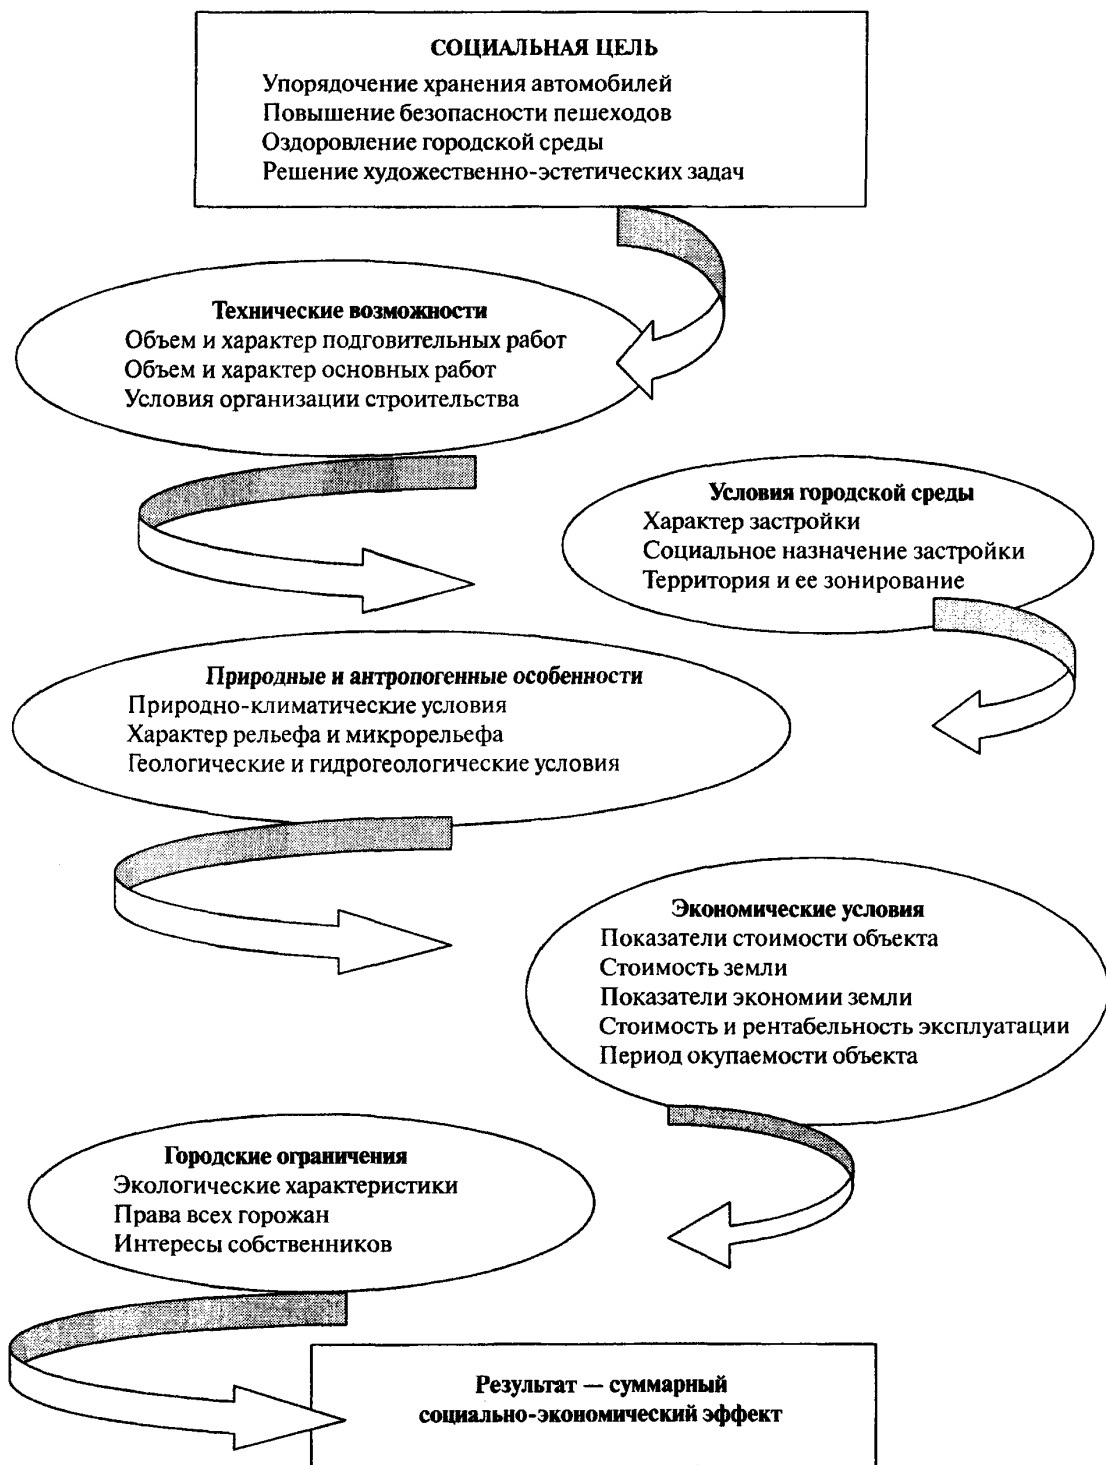 СОЦИАЛЬНАЯ ЦЕЛЬ
Упорядочение хранения автомобилей
Повышение безопасности пешеходов
Оздоровление городской среды
Решение художественно-эстетических задач
Технические возможности
Объем и характер подговительных работ
Объем и характер основных работ
Условия организации строительства
Условия городской среды
Характер застройки
Социальное назначение застройки
Территория и ее зонирование
Природные и антропогенные особенности
Природно-климатические условия
Характер рельефа и микрорельефа
Геологические и гидрогеологические условия
Экономические условия
Показатели стоимости объекта
Стоимость земли
Показатели экономии земли
Стоимость и рентабельность эксплуатации
Период окупаемости объекта
Городские ограничения
Экологические характеристики
Права всех горожан
Интересы собственников
Результат — суммарный
социально-экономический эффект